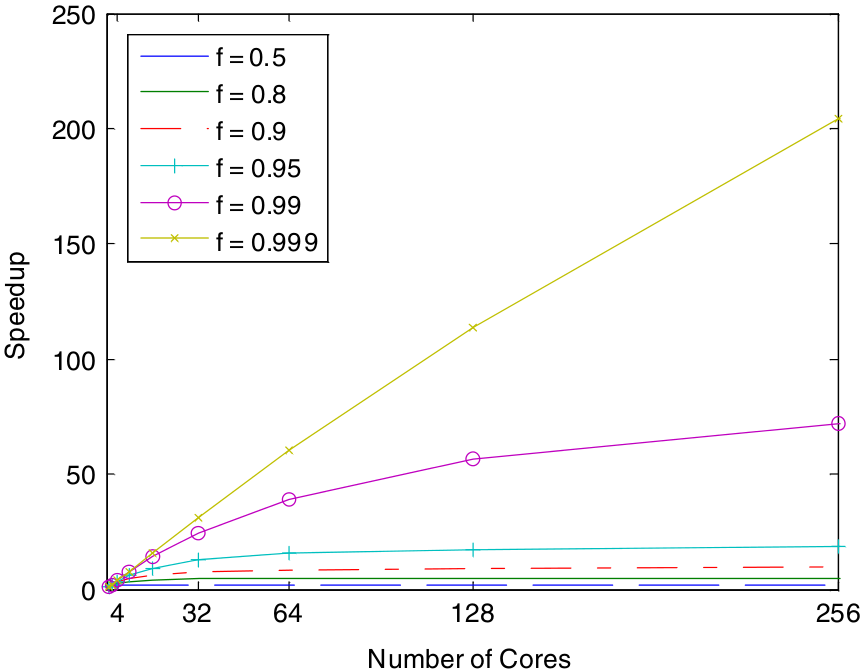 250
200
150
100
50
0
Speedup
f = 0.5
f = 0.8
f = 0.9
f = 0.95
f = 0.99
f = 0.999
4 32 64 128 256
Number of Cores